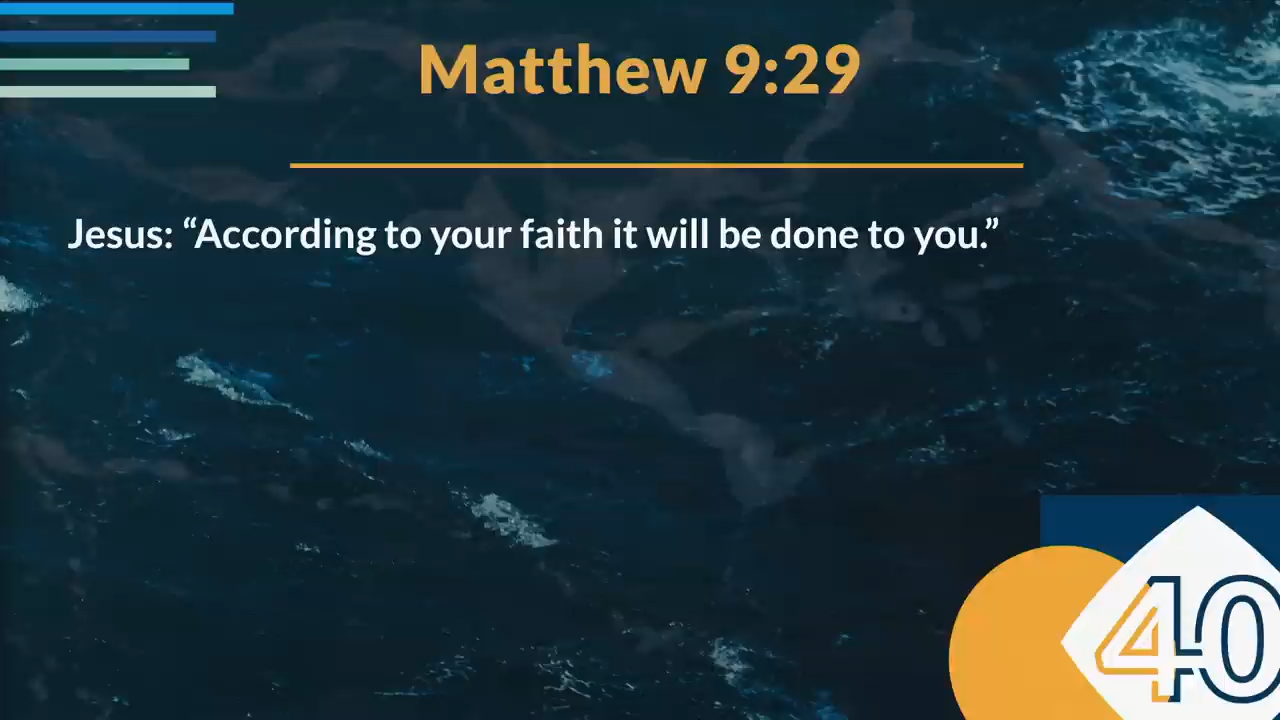 Matthew 9:29
Jesus: “According to your faith it will be done to you.”
40